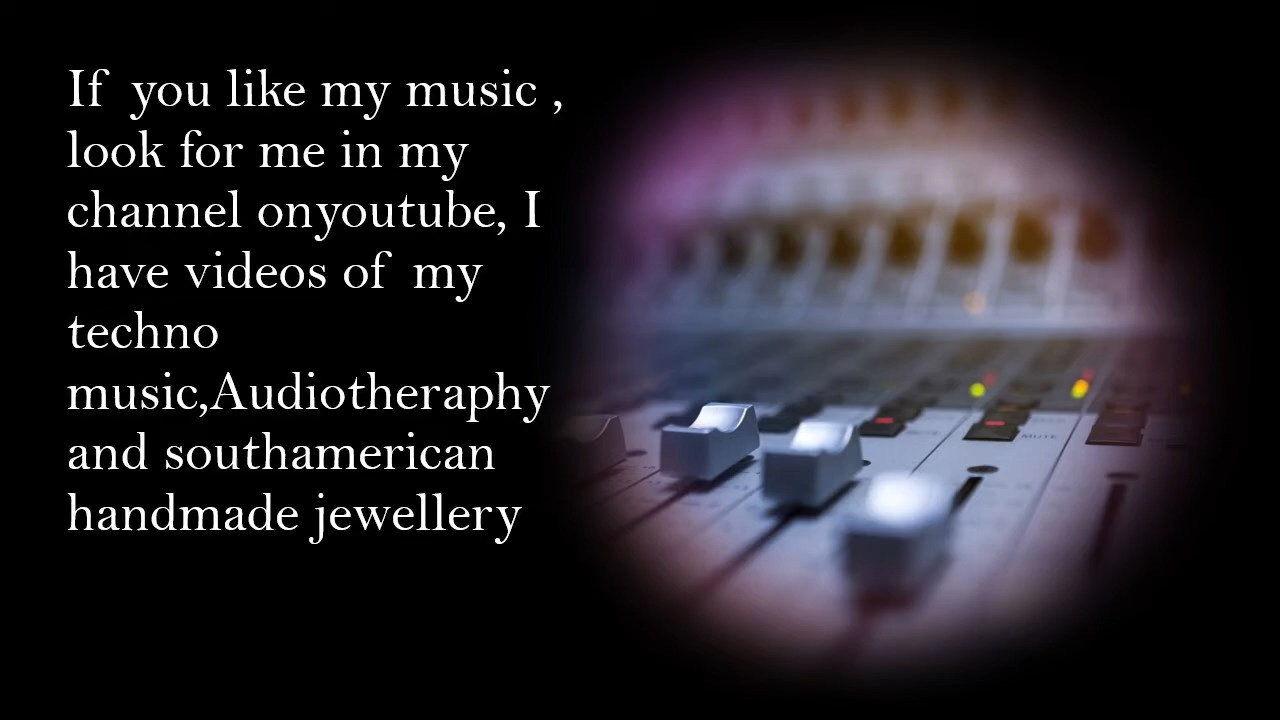 If you like my music ,
look for me in my
channel onyoutube, I
have videos of my
techno
music,Audiotheraphy
and southamerican
handmade jewellery
MUTE